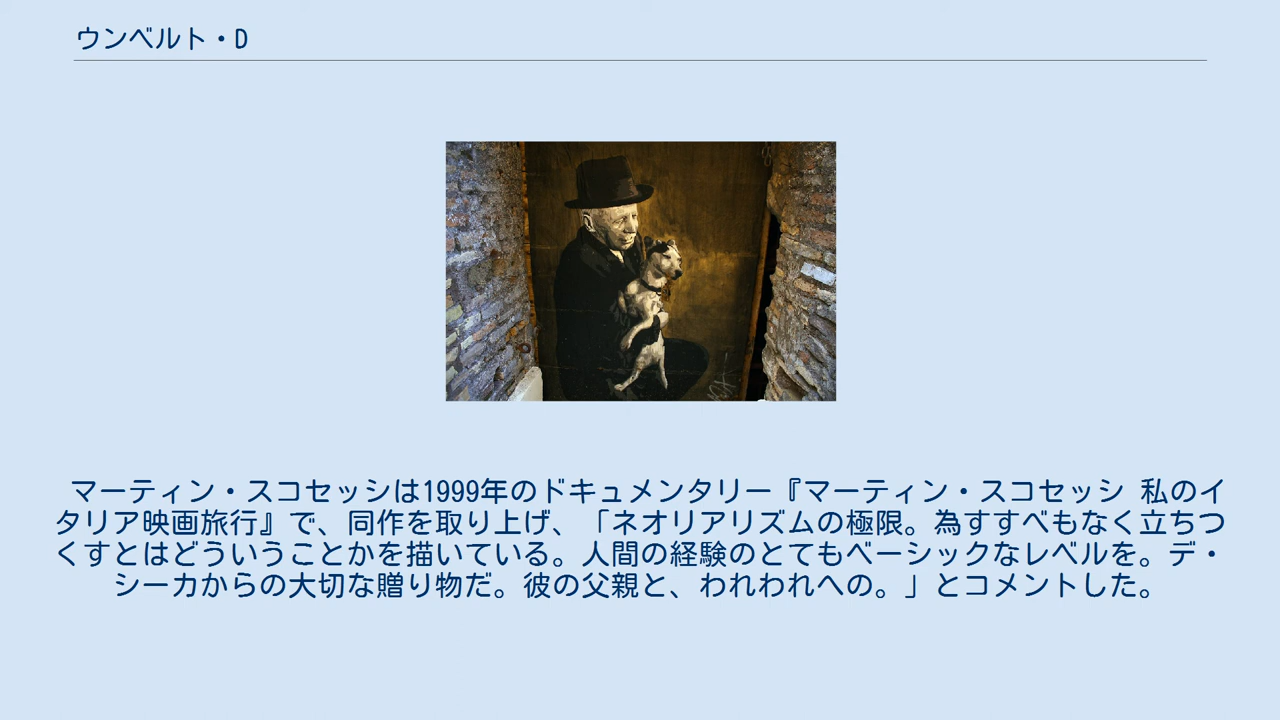 ウンベルト・D
マーティン・スコセッシは1999年のドキュメンタリー『マーティン・スコセッシ 私のイ
タリア映画旅行』で、同作を取り上げ、「ネオリアリズムの極限。為すすべもなく立ちつ
くすとはどういうことかを描いている。人間の経験のとてもベーシックなレベルを。デ・
シーカからの大切な贈り物だ。彼の父親と、われわれへの。」とコメントした。